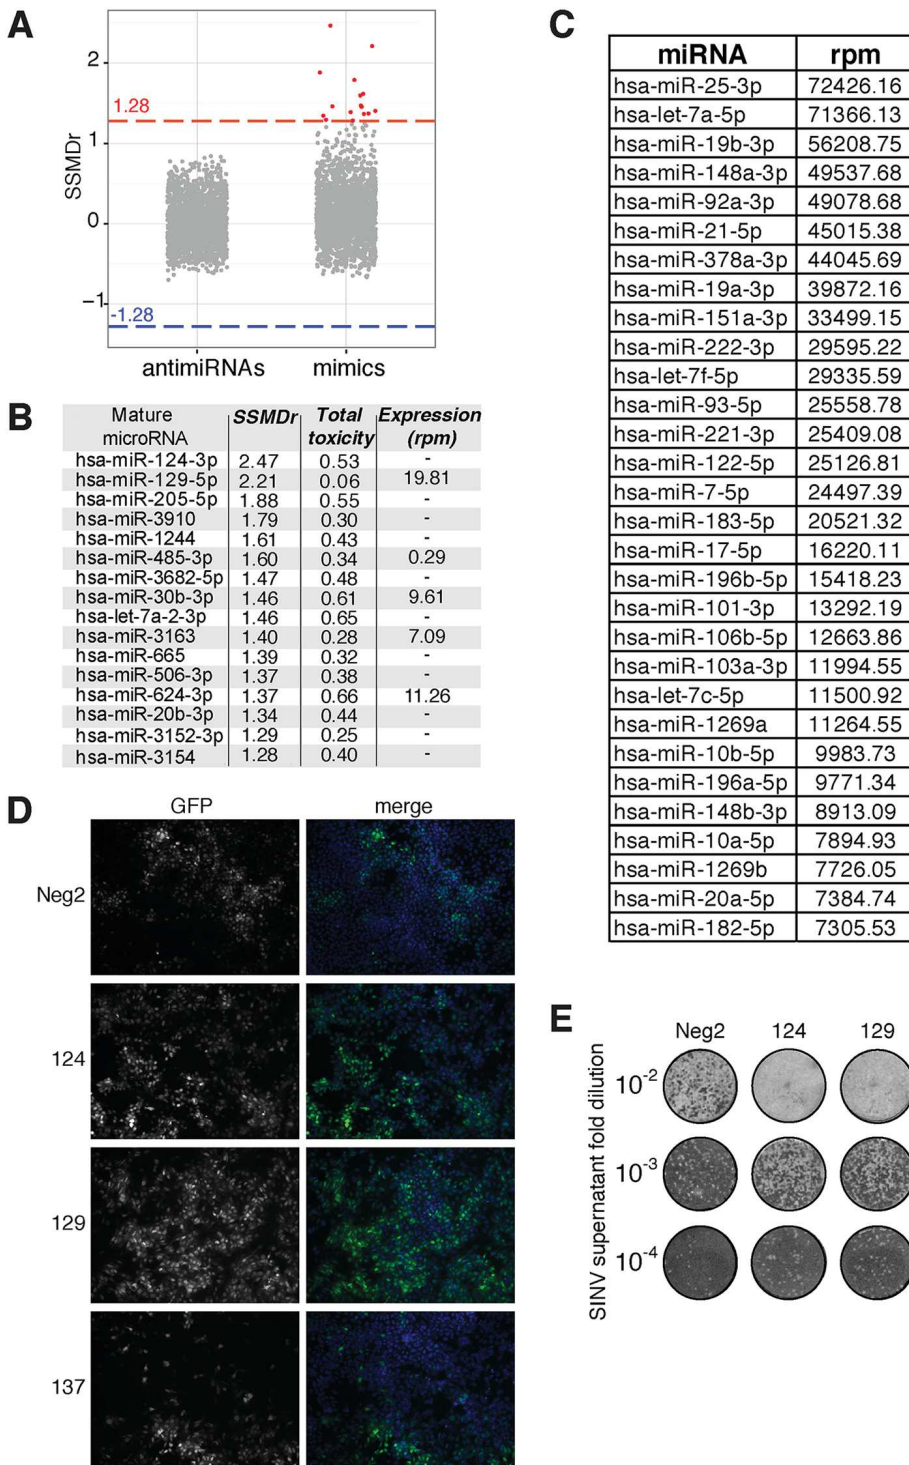 A
2
1.28
1
SSMDr
0
−1
-1.28
antimiRNAs mimics
B
Mature microRNA SSMDr Total toxicity Expression (rpm)
hsa-miR-124-3p 2.47 0.53 -
hsa-miR-129-5p 2.21 0.06 19.81
hsa-miR-205-5p 1.88 0.55 -
hsa-miR-3910 1.79 0.30 -
hsa-miR-1244 1.61 0.43 -
hsa-miR-485-3p 1.60 0.34 0.29
hsa-miR-3682-5p 1.47 0.48 -
hsa-miR-30b-3p 1.46 0.61 9.61
hsa-let-7a-2-3p 1.46 0.65 -
hsa-miR-3163 1.40 0.28 7.09
hsa-miR-665 1.39 0.32 -
hsa-miR-506-3p 1.37 0.38 -
hsa-miR-624-3p 1.37 0.66 11.26
hsa-miR-20b-3p 1.34 0.44 -
hsa-miR-3152-3p 1.29 0.25 -
hsa-miR-3154 1.28 0.40 -
C
miRNA rpm
hsa-miR-25-3p 72426.16
hsa-let-7a-5p 71366.13
hsa-miR-19b-3p 56208.75
hsa-miR-148a-3p 49537.68
hsa-miR-92a-3p 49078.68
hsa-miR-21-5p 45015.38
hsa-miR-378a-3p 44045.69
hsa-miR-19a-3p 39872.16
hsa-miR-151a-3p 33499.15
hsa-miR-222-3p 29595.22
hsa-let-7f-5p 29335.59
hsa-miR-93-5p 25558.78
hsa-miR-221-3p 25409.08
hsa-miR-122-5p 25126.81
hsa-miR-7-5p 24497.39
hsa-miR-183-5p 20521.32
hsa-miR-17-5p 16220.11
hsa-miR-196b-5p 15418.23
hsa-miR-101-3p 13292.19
hsa-miR-106b-5p 12663.86
hsa-miR-103a-3p 11994.55
hsa-let-7c-5p 11500.92
hsa-miR-1269a 11264.55
hsa-miR-10b-5p 9983.73
hsa-miR-196a-5p 9771.34
hsa-miR-148b-3p 8913.09
hsa-miR-10a-5p 7894.93
hsa-miR-1269b 7726.05
hsa-miR-20a-5p 7384.74
hsa-miR-182-5p 7305.53
D
GFP merge
Neg2
124
129
137
E
Neg2 124 129
SINV supernatant fold dilution
10-2
10-3
10-4